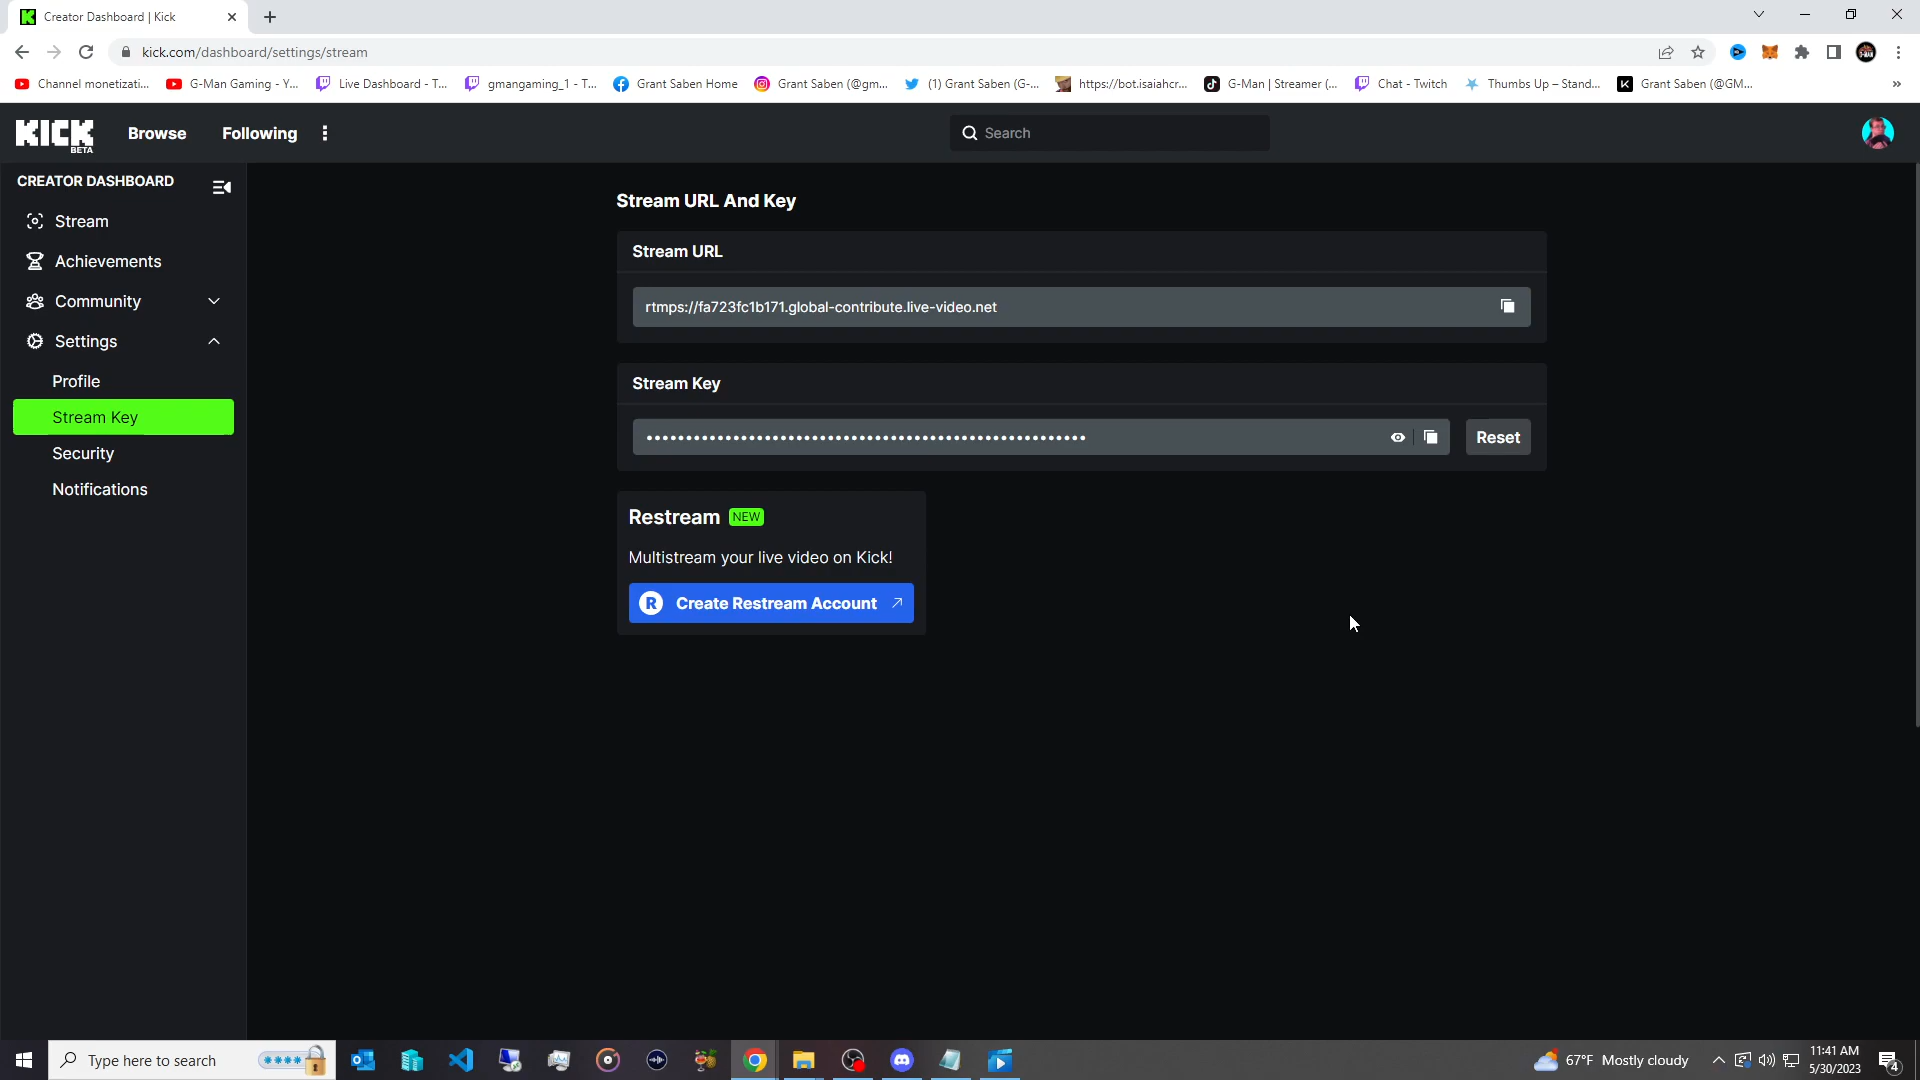 Creator Dashboard | Kick
kick.com/dashboard/settings/stream
Channel monetizati...
G-Man Gaming - Y...
Live Dashboard - T...
gmangaming_1 - T...
Grant Saben Home
Grant Saben (@gm...
(1) Grant Saben (G-...
https://bot.isaiahcr...
G-Man | Streamer (...
Chat - Twitch
Thumbs Up – Stand...
Grant Saben (@GM...
KICK
BETA
Browse
Following
Search
CREATOR DASHBOARD
Stream
Achievements
Community
Settings
Profile
Stream Key
Security
Notifications
Stream URL And Key
Stream URL
rtmps://fa723fc1b171.global-contribute.live-video.net
Stream Key
Reset
Restream NEW
Multistream your live video on Kick!
R Create Restream Account
Type here to search
67°F Mostly cloudy
11:41 AM
5/30/2023
4